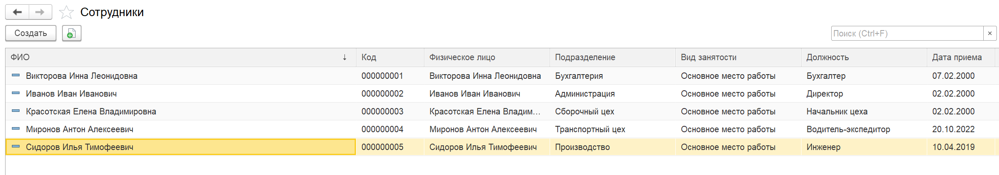 Сотрудники
Создать
Поиск (Ctrl+F) ×
ФИО ↓ Код Физическое лицо Подразделение Вид занятости Должность Дата приема
Викторова Инна Леонидовна 000000001 Викторова Инна Леонидовна Бухгалтерия Основное место работы Бухгалтер 07.02.2000
Иванов Иван Иванович 000000002 Иванов Иван Иванович Администрация Основное место работы Директор 02.02.2000
Красотская Елена Владимировна 000000003 Красотская Елена Владим... Сборочный цех Основное место работы Начальник цеха 02.02.2000
Миронов Антон Алексеевич 000000004 Миронов Антон Алексеевич Транспортный цех Основное место работы Водитель-экспедитор 20.10.2022
Сидоров Илья Тимофеевич 000000005 Сидоров Илья Тимофеевич Производство Основное место работы Инженер 10.04.2019